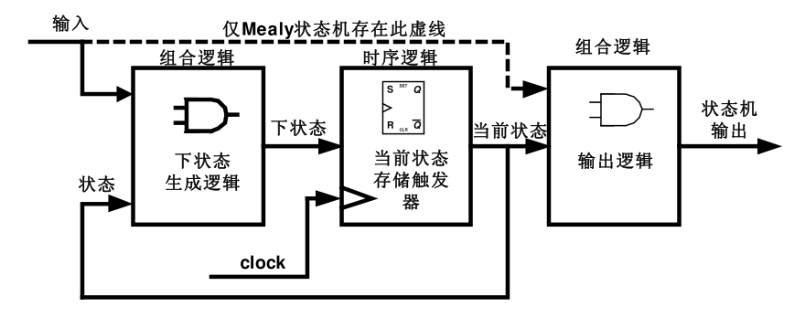 输入
仅Mealy状态机存在此虚线
组合逻辑
时序逻辑
组合逻辑
S SET Q
R CLR Q
下状态
生成逻辑
下状态
当前状态
存储触发
器
当前状态
输出逻辑
状态机
输出
状态
clock